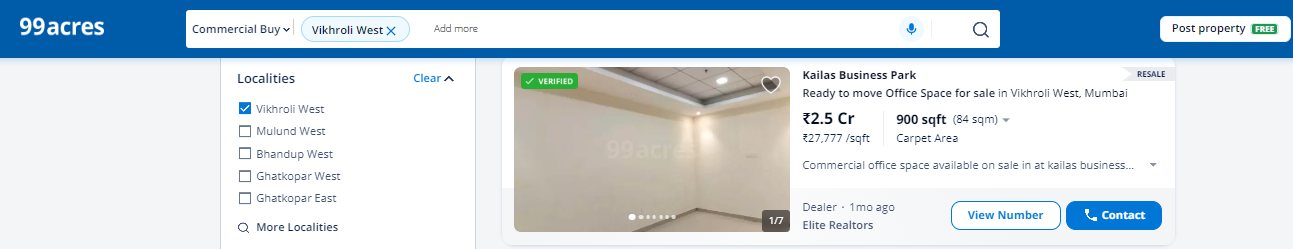 99acres
Commercial Buy
Vikhroli West
Add more
Post property FREE
Localities
Clear
Vikhroli West
Mulund West
Bhandup West
Ghatkopar West
Ghatkopar East
More Localities
VERIFIED
99acres
1/7
Kailas Business Park
RESALE
Ready to move Office Space for sale in Vikhroli West, Mumbai
₹2.5 Cr
₹27,777 /sqft
900 sqft (84 sqm)
Carpet Area
Commercial office space available on sale in at kailas business...
Dealer · 1mo ago
Elite Realtors
View Number
Contact